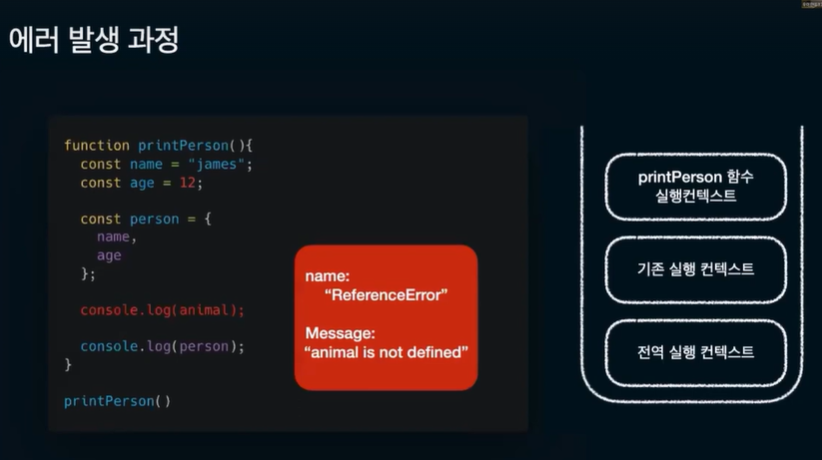 에러 발생 과정
function printPerson(){
const name = "james";
const age = 12;
const person = {
name,
age
};
console.log(animal);
console.log(person);
}
printPerson()
name:
“ReferenceError”
Message:
“animal is not defined”
printPerson 함수
실행컨텍스트
기존 실행 컨텍스트
전역 실행 컨텍스트